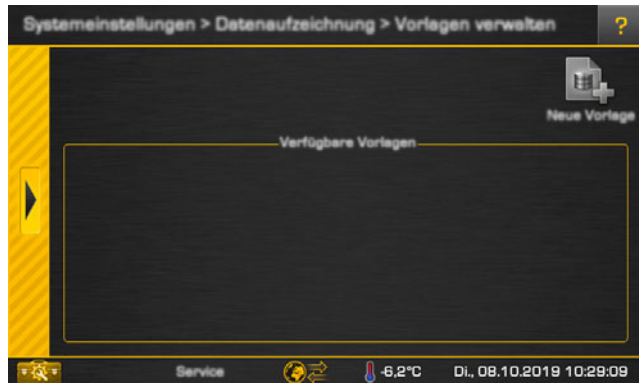 Systemeinstellungen > Datenaufzeichnung > Vorlagen verwalten ?
Neue Vorlage
Verfügbare Vorlagen
Service -6,2°C Di., 08.10.2019 10:29:09